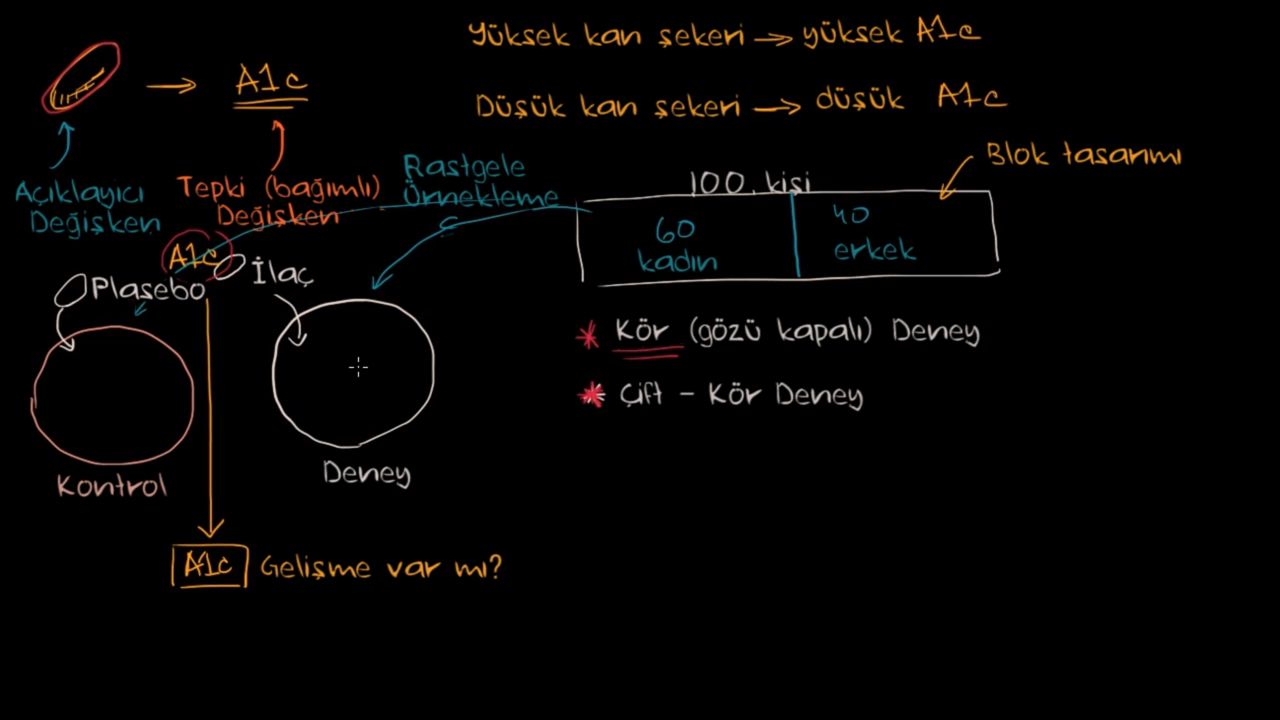 Yüksek kan şekeri → yüksek A1c
A1c
Düşük kan şekeri → düşük A1c
Açıklayıcı
Değişken
Tepki (bağımlı)
Değişken
Rastgele
Örnekleme
Blok tasarımı
100 kişi
60
kadın
40
erkek
A1c
Plasebo
İlaç
* Kör (gözü kapalı) Deney
* Çift - Kör Deney
Kontrol
Deney
A1c Gelişme var mı?